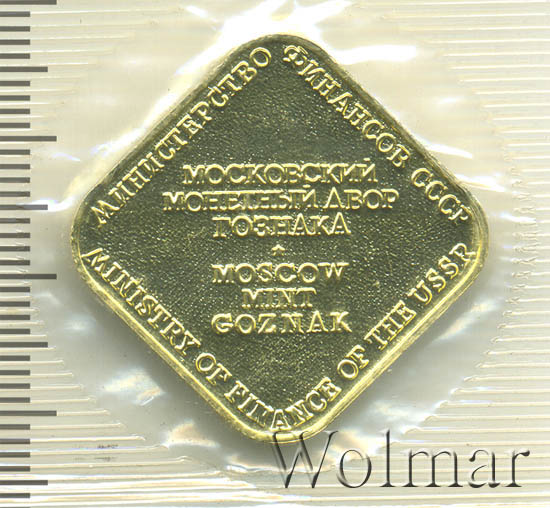 МИНИСТЕРСТВО ФИНАНСОВ СССР
МОСКОВСКИЙ
МОНЕТНЫЙ ДВОР
ГОЗНАКА
MOSCOW
MINT
GOZNAK
MINISTRY OF FINANCE OF THE USSR
Wolmar